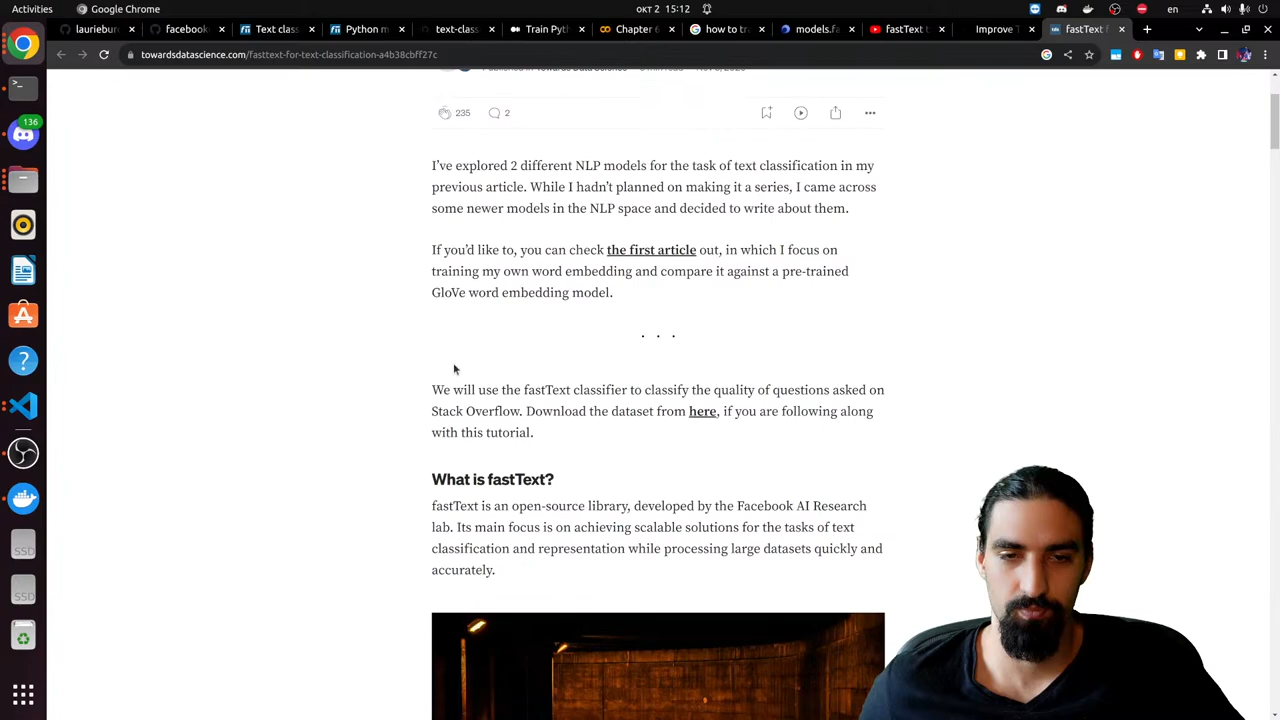 Activities
Google Chrome
окт 2 15:12
en
lauriebur
facebook
Text class
Python m
text-class
Train Pyth
Chapter 6
how to tr
models.fa
fastText t
Improve T
fastText f
towardsdatascience.com/fasttext-for-text-classification-a4b38cbff27c
136
235
2
I've explored 2 different NLP models for the task of text classification in my
previous article. While I hadn't planned on making it a series, I came across
some newer models in the NLP space and decided to write about them.
If you'd like to, you can check the first article out, in which I focus on
training my own word embedding and compare it against a pre-trained
GloVe word embedding model.
. . .
We will use the fastText classifier to classify the quality of questions asked on
Stack Overflow. Download the dataset from here, if you are following along
with this tutorial.
What is fastText?
fastText is an open-source library, developed by the Facebook AI Research
lab. Its main focus is on achieving scalable solutions for the tasks of text
classification and representation while processing large datasets quickly and
accurately.
SSD
SSD